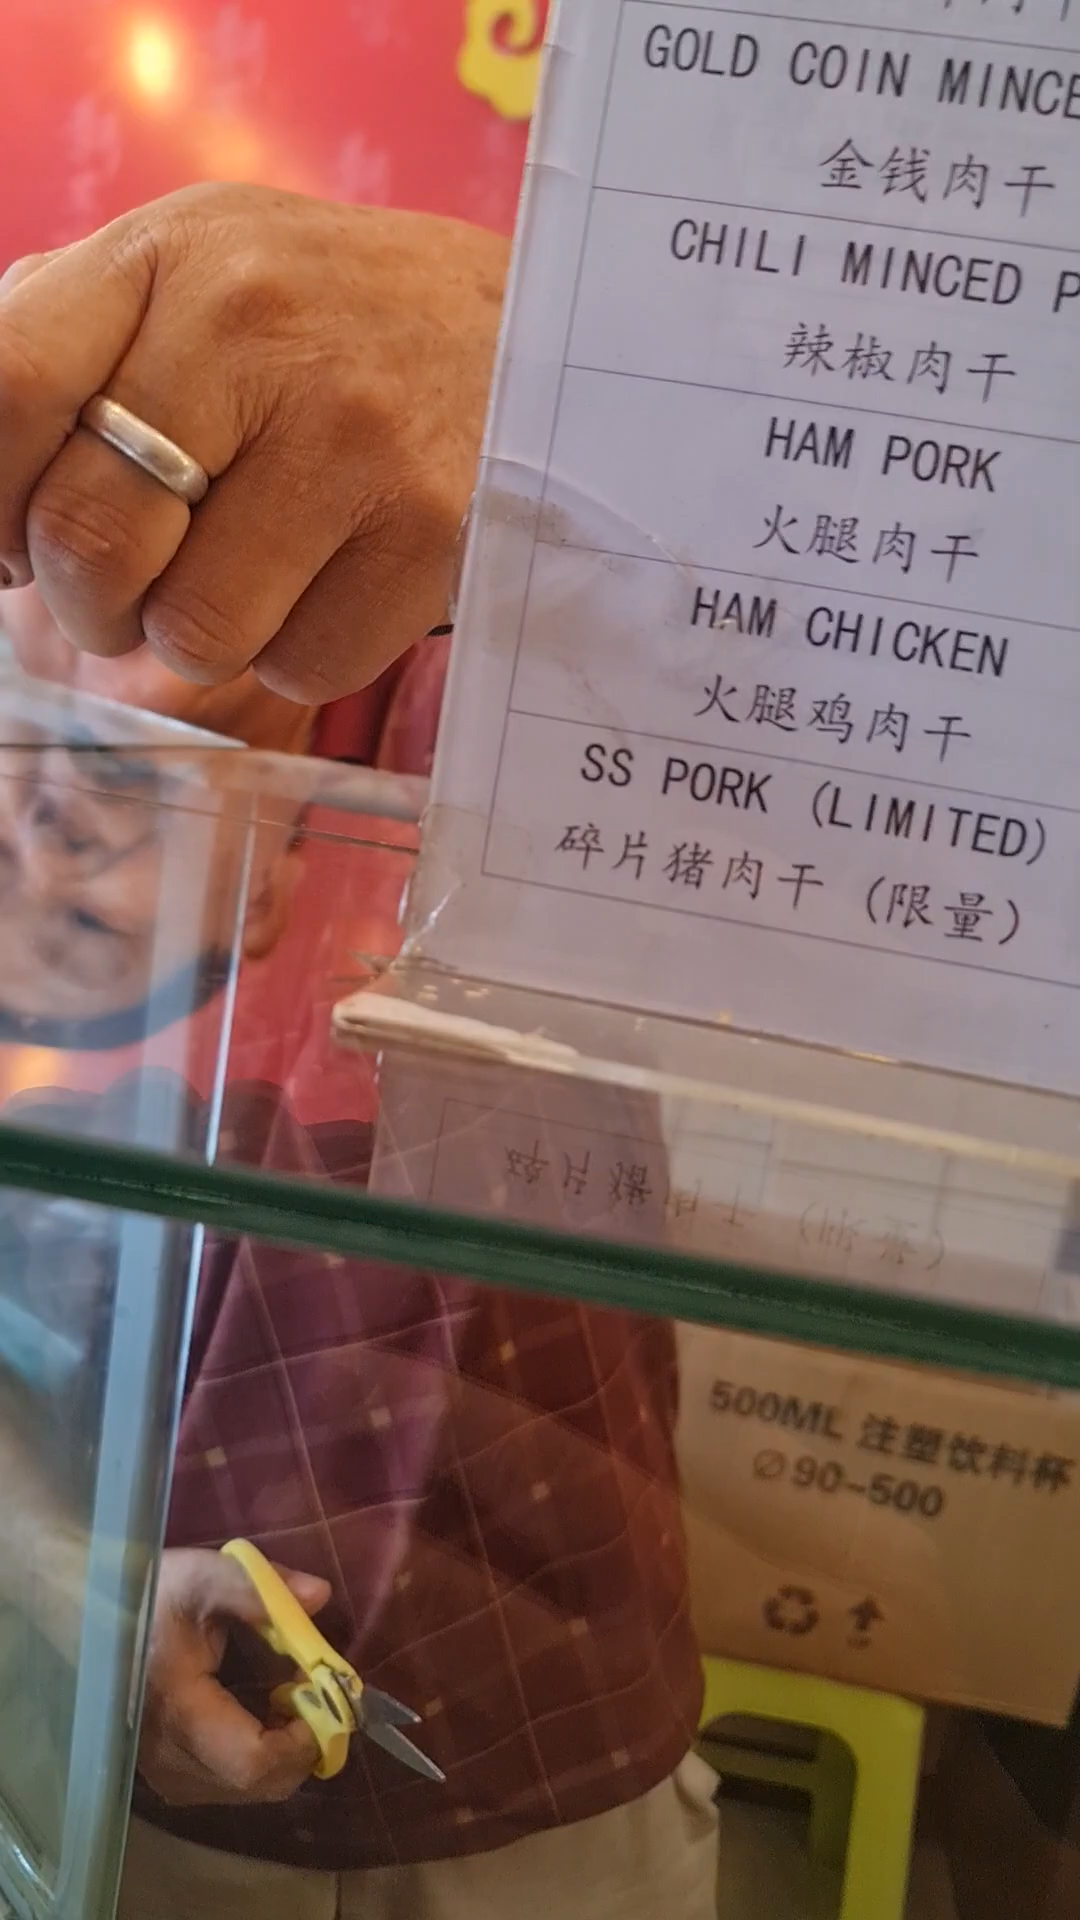 GOLD COIN MINCE
金钱肉干
CHILI MINCED P
辣椒肉干
HAM PORK
火腿肉干
HAM CHICKEN
火腿鸡肉干
SS PORK (LIMITED)
碎片猪肉干 (限量)
500ML 注塑饮料杯
∅90~500